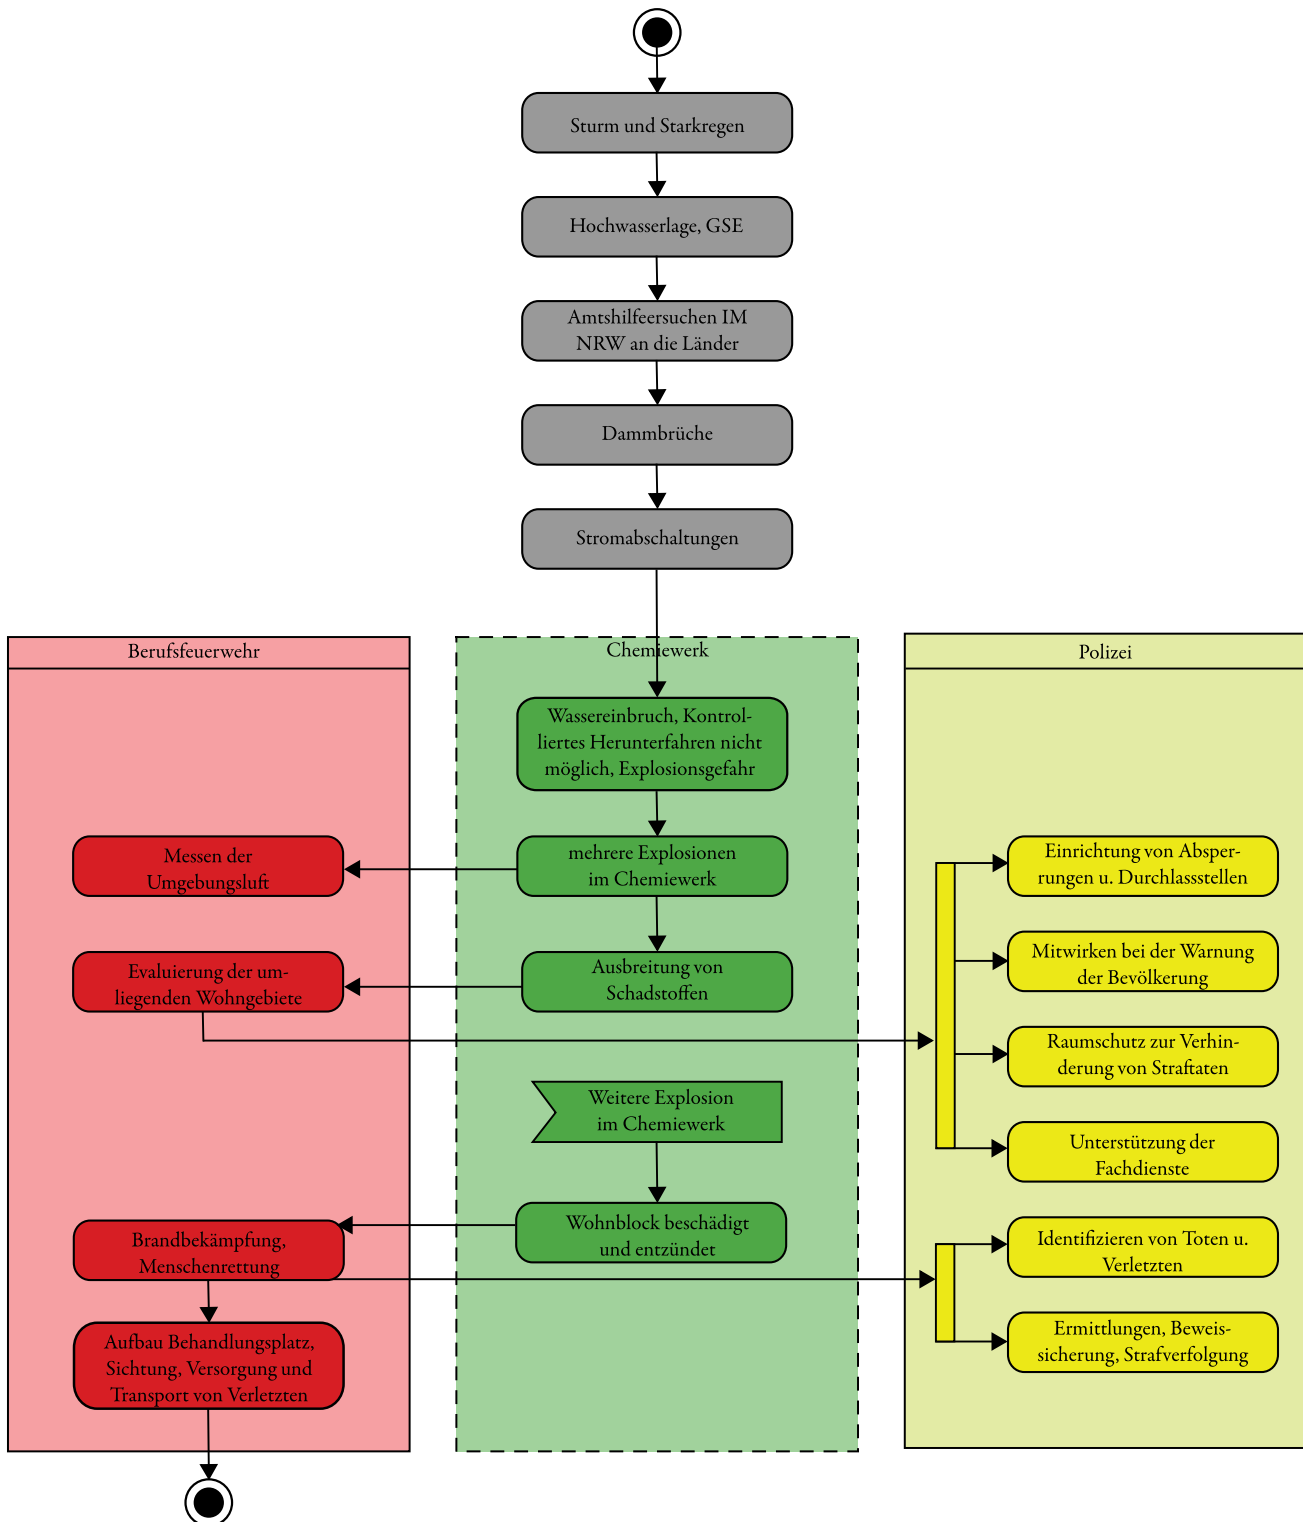 Sturm und Starkregen
Hochwasserlage, GSE
Amtshilfeersuchen IM
NRW an die Länder
Dammbrüche
Stromabschaltungen
Berufsfeuerwehr
Messen der
Umgebungsluft
Evaluierung der um-
liegenden Wohngebiete
Brandbekämpfung,
Menschenrettung
Aufbau Behandlungsplatz,
Sichtung, Versorgung und
Transport von Verletzten
Chemiewerk
Wassereinbruch, Kontrol-
liertes Herunterfahren nicht
möglich, Explosionsgefahr
mehrere Explosionen
im Chemiewerk
Ausbreitung von
Schadstoffen
Weitere Explosion
im Chemiewerk
Wohnblock beschädigt
und entzündet
Polizei
Einrichtung von Absper-
rungen u. Durchlassstellen
Mitwirken bei der Warnung
der Bevölkerung
Raumschutz zur Verhin-
derung von Straftaten
Unterstützung der
Fachdienste
Identifizieren von Toten u.
Verletzten
Ermittlungen, Beweis-
sicherung, Strafverfolgung